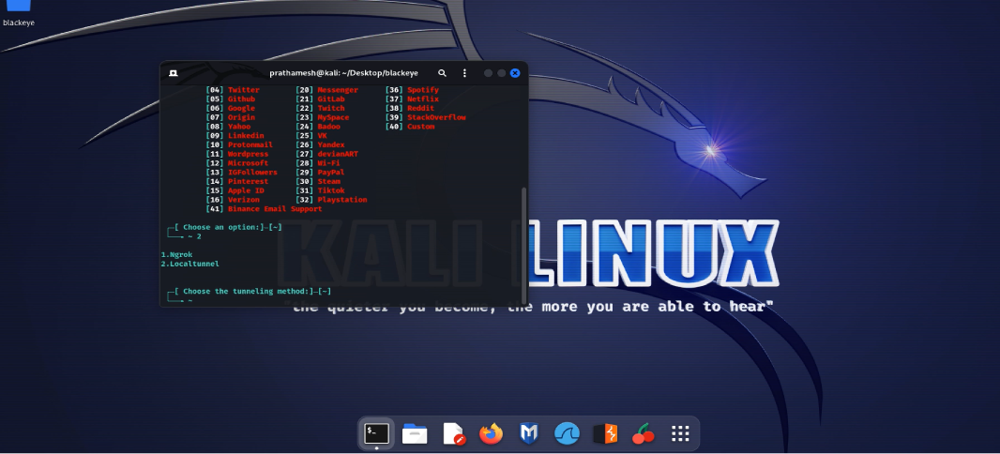 blackeye
prathamesh@kali: ~/Desktop/blackeye
[04] Twitter [20] Messenger [36] Spotify
[05] Github [21] GitLab [37] Netflix
[06] Google [22] Twitch [38] Reddit
[07] Origin [23] MySpace [39] StackOverflow
[08] Yahoo [24] Badoo [40] Custom
[09] Linkedin [25] VK
[10] Protonmail [26] Yandex
[11] Wordpress [27] devianART
[12] Microsoft [28] Wi-Fi
[13] IGFollowers [29] PayPal
[14] Pinterest [30] Steam
[15] Apple ID [31] Tiktok
[16] Verizon [32] Playstation
[41] Binance Email Support
[ Choose an option:]-[~]
~ 2
1.Ngrok
2.Localtunnel
[ Choose the tunneling method:]-[~]
~
KALI LINUX
"the quieter you become, the more you are able to hear"
$_